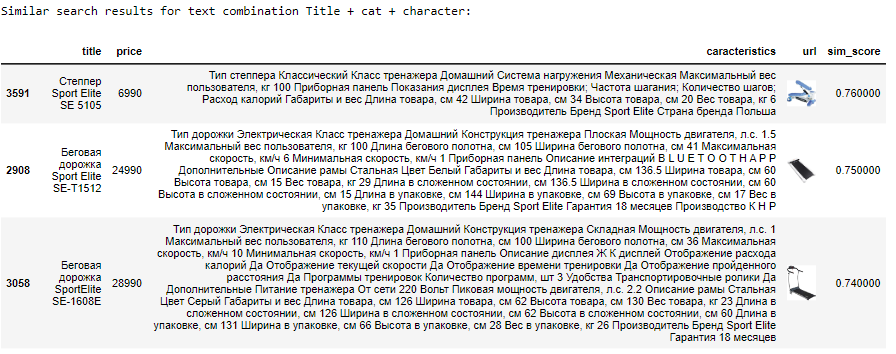 Similar search results for text combination Title + cat + character:
title price caracteristics url sim_score
3591 Степпер Sport Elite SE 5105 6990 0.760000
Тип степпера Классический Класс тренажера Домашний Система нагружения Механическая Максимальный вес
пользователя, кг 100 Приборная панель Показания дисплея Время тренировки; Частота шагания; Количество шагов;
Расход калорий Габариты и вес Длина товара, см 42 Ширина товара, см 34 Высота товара, см 20 Вес товара, кг 6
Производитель Бренд Sport Elite Страна бренда Польша
2908 Беговая дорожка Sport Elite SE-T1512 24990 0.750000
Тип дорожки Электрическая Класс тренажера Домашний Конструкция тренажера Плоская Мощность двигателя, л.с. 1.5
Максимальный вес пользователя, кг 100 Длина бегового полотна, см 105 Ширина бегового полотна, см 41 Максимальная
скорость, км/ч 6 Минимальная скорость, км/ч 1 Приборная панель Описание интеграций B L U E T O O T H A P P
Дополнительные Описание рамы Стальная Цвет Белый Габариты и вес Длина товара, см 136.5 Ширина товара, см 60
Высота товара, см 15 Вес товара, кг 29 Длина в сложенном состоянии, см 136.5 Ширина в сложенном состоянии, см 60
Высота в сложенном состоянии, см 15 Длина в упаковке, см 144 Ширина в упаковке, см 69 Высота в упаковке, см 17 Вес в
упаковке, кг 35 Производитель Бренд Sport Elite Гарантия 18 месяцев Производство К Н Р
3058 Беговая дорожка SportElite SE-1608E 28990 0.740000
Тип дорожки Электрическая Класс тренажера Домашний Конструкция тренажера Складная Мощность двигателя, л.с. 1
Максимальный вес пользователя, кг 110 Длина бегового полотна, см 100 Ширина бегового полотна, см 36 Максимальная
скорость, км/ч 10 Минимальная скорость, км/ч 1 Приборная панель Описание дисплея Ж К дисплей Отображение расхода
калорий Да Отображение текущей скорости Да Отображение времени тренировки Да Отображение пройденного
расстояния Да Программы тренировок Количество программ, шт 3 Удобства Транспортировочные ролики Да
Дополнительные Питание тренажера От сети 220 Вольт Пиковая мощность двигателя, л.с. 2.2 Описание рамы Стальная
Цвет Серый Габариты и вес Длина товара, см 126 Ширина товара, см 62 Высота товара, см 130 Вес товара, кг 23 Длина в
сложенном состоянии, см 126 Ширина в сложенном состоянии, см 62 Высота в сложенном состоянии, см 60 Длина в
упаковке, см 131 Ширина в упаковке, см 66 Высота в упаковке, см 28 Вес в упаковке, кг 26 Производитель Бренд Sport Elite
Гарантия 18 месяцев